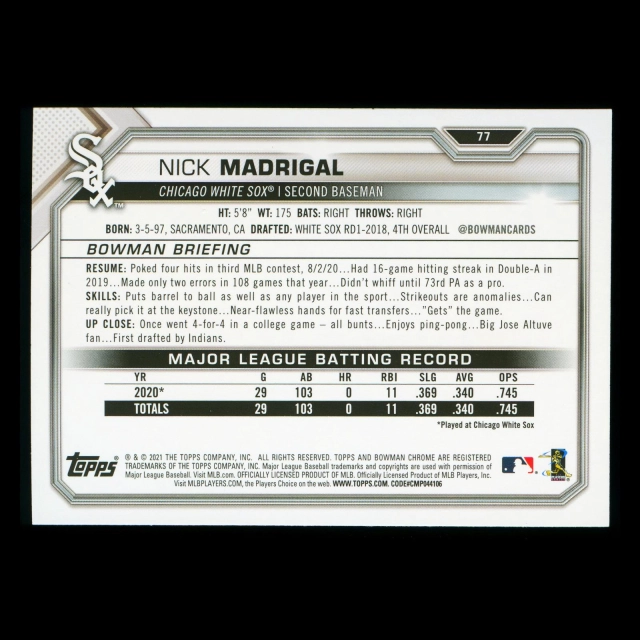 77
Sox
TM
NICK MADRIGAL
CHICAGO WHITE SOX® | SECOND BASEMAN
HT: 5'8" WT: 175 BATS: RIGHT THROWS: RIGHT
BORN: 3-5-97, SACRAMENTO, CA DRAFTED: WHITE SOX RD1-2018, 4TH OVERALL @BOWMANCARDS
BOWMAN BRIEFING
RESUME: Poked four hits in third MLB contest, 8/2/20...Had 16-game hitting streak in Double-A in
2019...Made only two errors in 108 games that year...Didn't whiff until 73rd PA as a pro.
SKILLS: Puts barrel to ball as well as any player in the sport...Strikeouts are anomalies...Can
really pick it at the keystone...Near-flawless hands for fast transfers..."Gets" the game.
UP CLOSE: Once went 4-for-4 in a college game – all bunts...Enjoys ping-pong...Big Jose Altuve
fan...First drafted by Indians.
MAJOR LEAGUE BATTING RECORD
YR G AB HR RBI SLG AVG OPS
2020* 29 103 0 11 .369 .340 .745
TOTALS 29 103 0 11 .369 .340 .745
*Played at Chicago White Sox
Topps
® & © 2021 THE TOPPS COMPANY, INC. ALL RIGHTS RESERVED. TOPPS AND BOWMAN CHROME ARE REGISTERED
TRADEMARKS OF THE TOPPS COMPANY, INC. Major League Baseball trademarks and copyrights are used with permission of
Major League Baseball. Visit MLB.com. OFFICIALLY LICENSED PRODUCT OF MLB. Officially Licensed Product of MLB Players, Inc.
Visit MLBPLAYERS.COM, the Players Choice on the web. WWW.TOPPS.COM. CODE#CMP044106